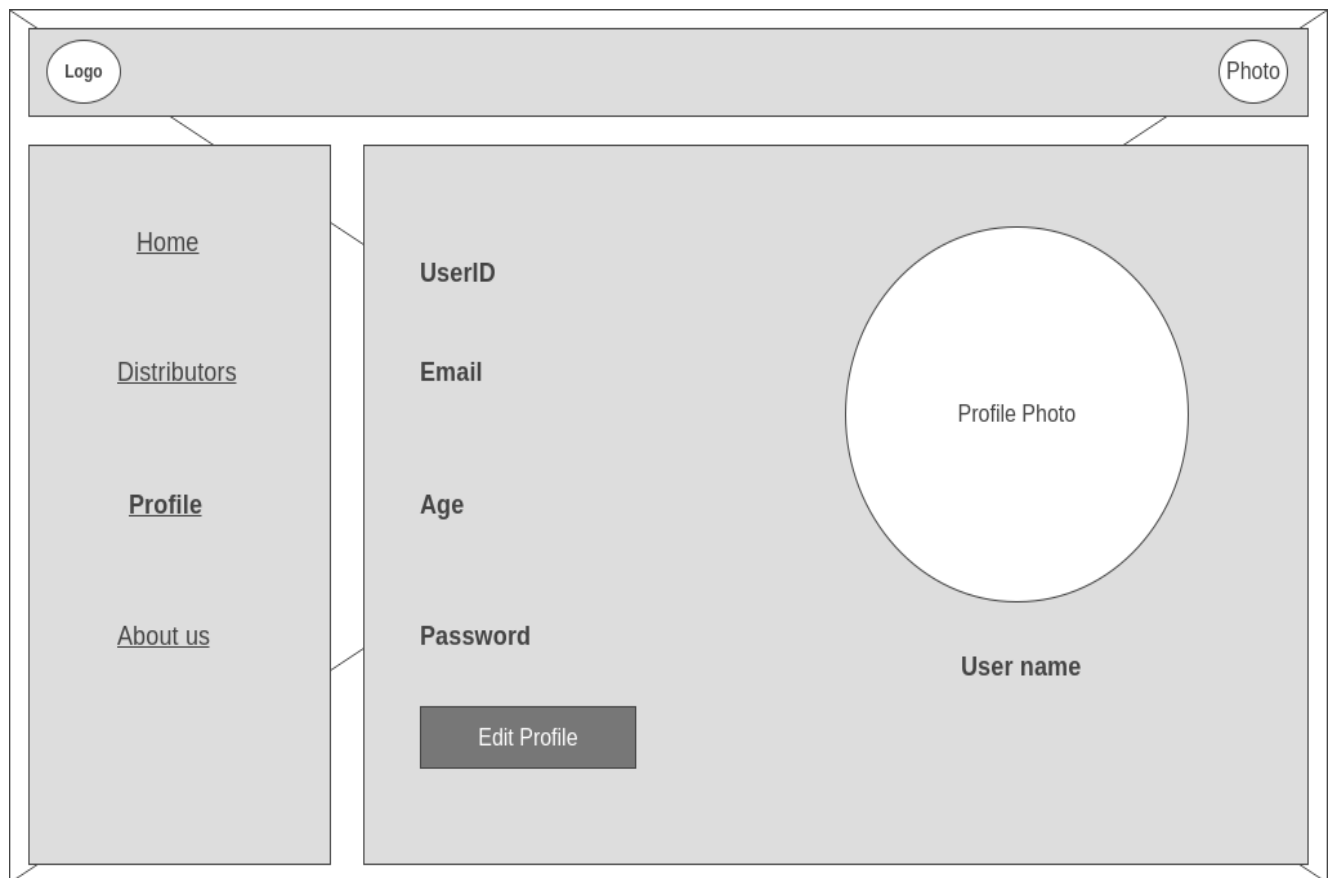 Logo
Photo
Home
Distributors
Profile
About us
UserID
Email
Age
Password
Edit Profile
Profile Photo
User name